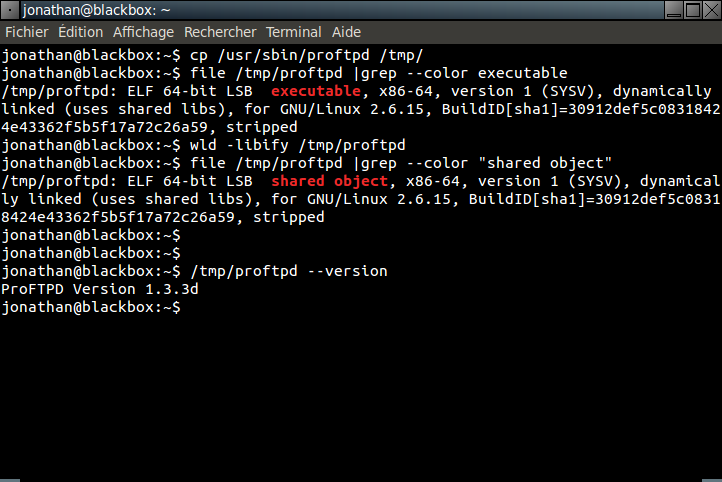 jonathan@blackbox: ~
Fichier Édition Affichage Rechercher Terminal Aide
jonathan@blackbox:~$ cp /usr/sbin/proftpd /tmp/
jonathan@blackbox:~$ file /tmp/proftpd |grep --color executable
/tmp/proftpd: ELF 64-bit LSB  executable, x86-64, version 1 (SYSV), dynamically
linked (uses shared libs), for GNU/Linux 2.6.15, BuildID[sha1]=30912def5c0831842
4e43362f5b5f17a72c26a59, stripped
jonathan@blackbox:~$ wld -libify /tmp/proftpd
jonathan@blackbox:~$ file /tmp/proftpd |grep --color "shared object"
/tmp/proftpd: ELF 64-bit LSB  shared object, x86-64, version 1 (SYSV), dynamical
ly linked (uses shared libs), for GNU/Linux 2.6.15, BuildID[sha1]=30912def5c0831
8424e43362f5b5f17a72c26a59, stripped
jonathan@blackbox:~$
jonathan@blackbox:~$
jonathan@blackbox:~$ /tmp/proftpd --version
ProFTPD Version 1.3.3d
jonathan@blackbox:~$